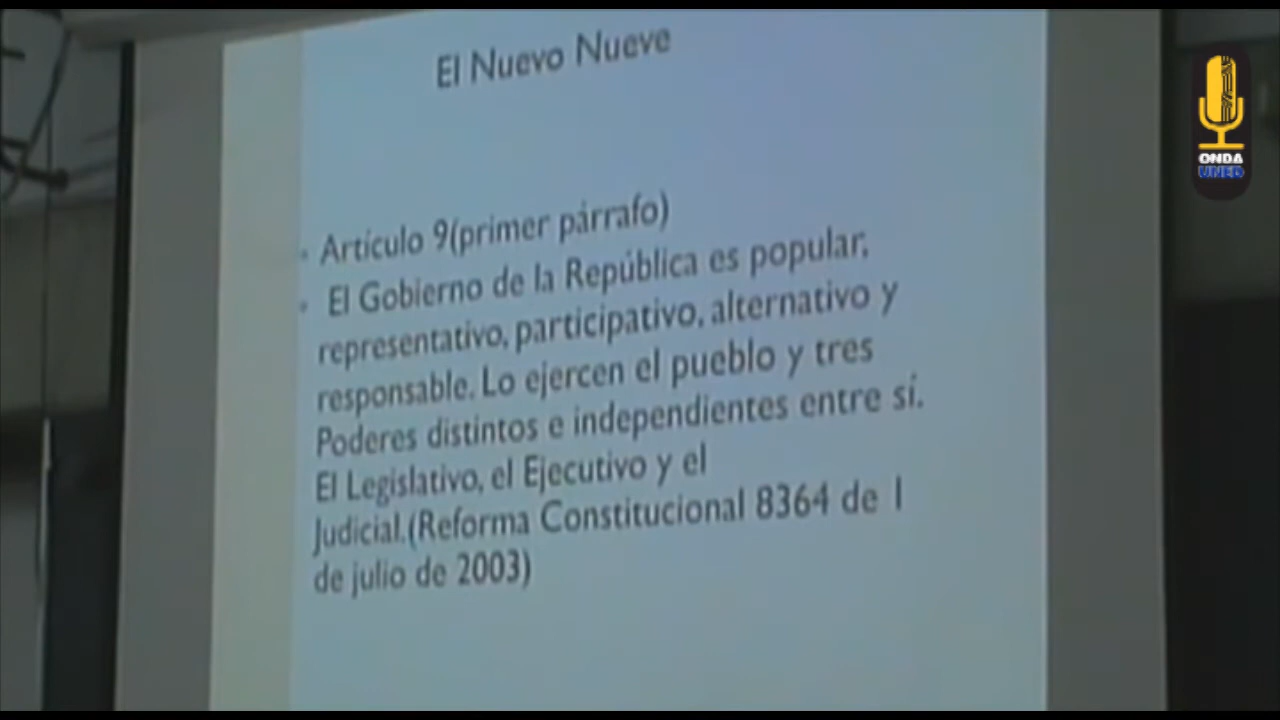 El Nuevo Nueve
ONDA
UNED
Artículo 9(primer párrafo)
El Gobierno de la República es popular,
representativo, participativo, alternativo y
responsable. Lo ejercen el pueblo y tres
Poderes distintos e independientes entre sí.
El Legislativo, el Ejecutivo y el
Judicial.(Reforma Constitucional 8364 de 1
de julio de 2003)